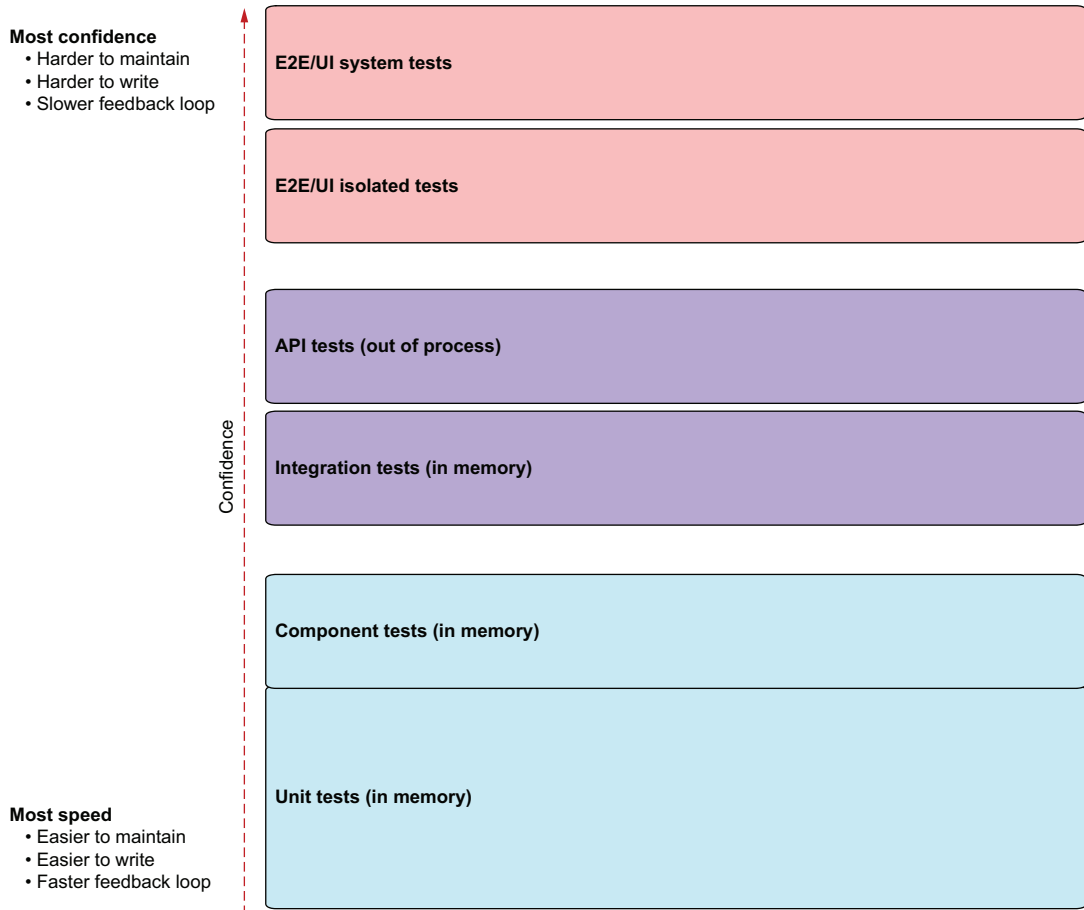 Most confidence
• Harder to maintain
• Harder to write
• Slower feedback loop
E2E/UI system tests
E2E/UI isolated tests
API tests (out of process)
Confidence
Integration tests (in memory)
Component tests (in memory)
Unit tests (in memory)
Most speed
• Easier to maintain
• Easier to write
• Faster feedback loop